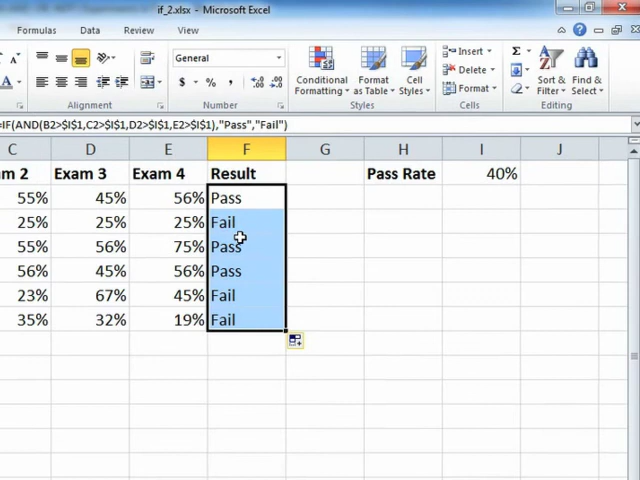 if_2.xlsx - Microsoft Excel
Formulas Data Review View
General
$ % ,
Conditional Formatting
Format as Table
Cell Styles
Insert
Delete
Format
Σ
Sort & Filter
Find & Select
Alignment Number Styles Cells Editing
=IF(AND(B2>$I$1,C2>$I$1,D2>$I$1,E2>$I$1),"Pass","Fail")
C D E F G H I J
m 2 Exam 3 Exam 4 Result Pass Rate 40%
55% 45% 56% Pass
25% 25% 25% Fail
55% 56% 75% Pass
56% 45% 56% Pass
23% 67% 45% Fail
35% 32% 19% Fail